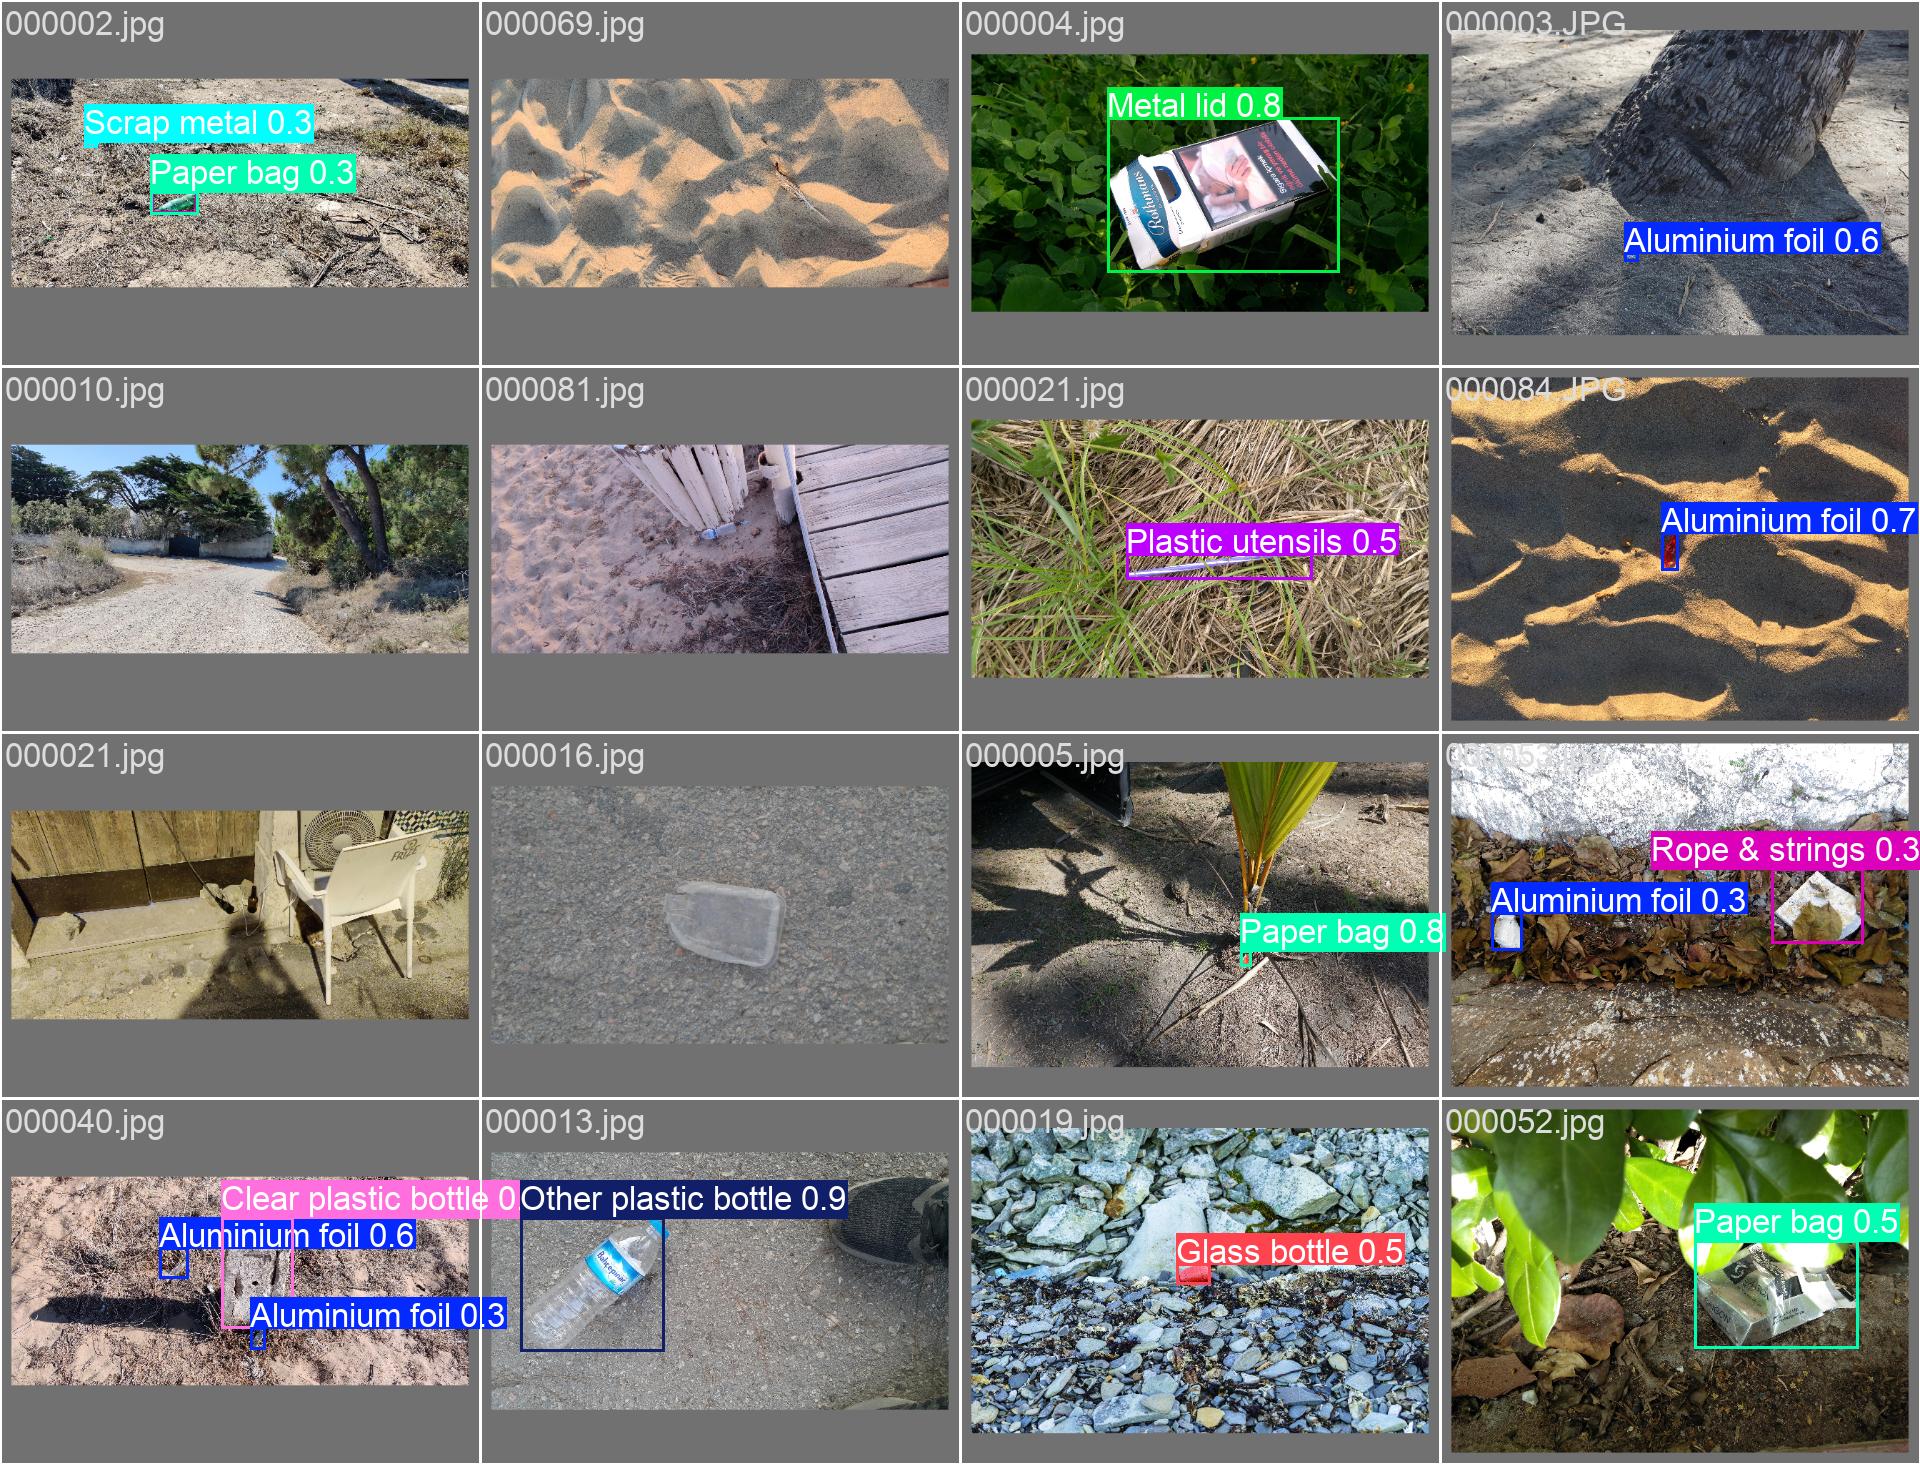 000002.jpg
000069.jpg
000004.jpg
000003.JPG
Scrap metal 0.3
Paper bag 0.3
Metal lid 0.8
Rothmans
Aluminium foil 0.6
000010.jpg
000081.jpg
000021.jpg
000084.JPG
Plastic utensils 0.5
Aluminium foil 0.7
000021.jpg
000016.jpg
000005.jpg
Rope & strings 0.3
Aluminium foil 0.3
Paper bag 0.8
000040.jpg
000013.jpg
000019.jpg
000052.jpg
Clear plastic bottle 0.
Other plastic bottle 0.9
Aluminium foil 0.6
Aluminium foil 0.3
Glass bottle 0.5
Paper bag 0.5